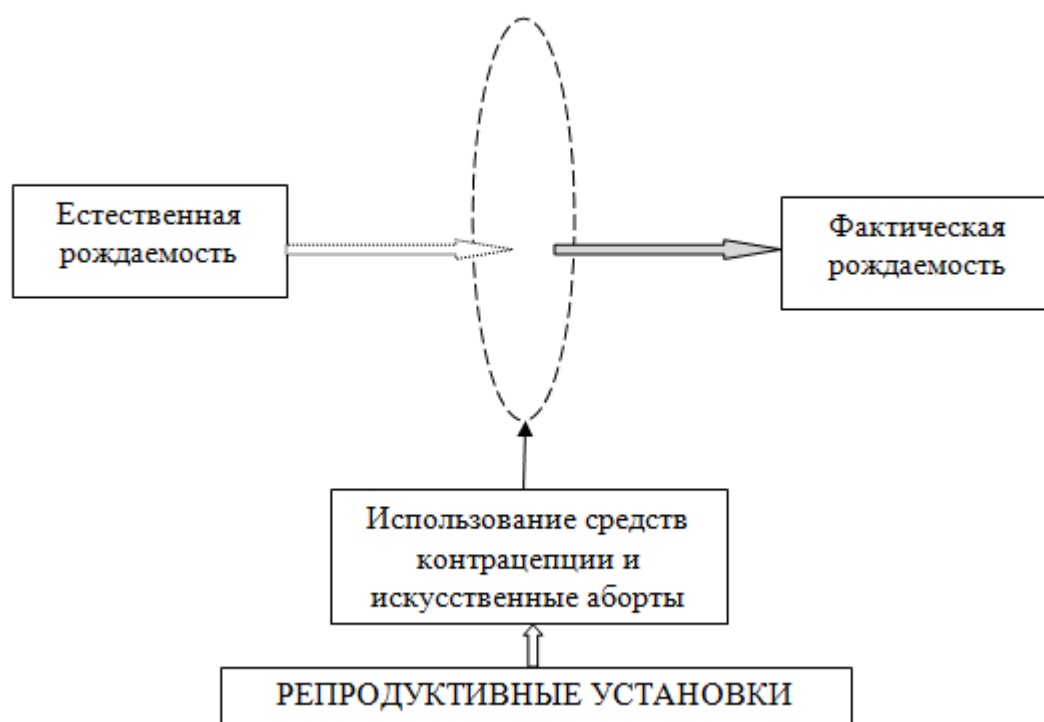 Естественная
рождаемость
Фактическая
рождаемость
Использование средств
контрацепции и
искусственные аборты
РЕПРОДУКТИВНЫЕ УСТАНОВКИ